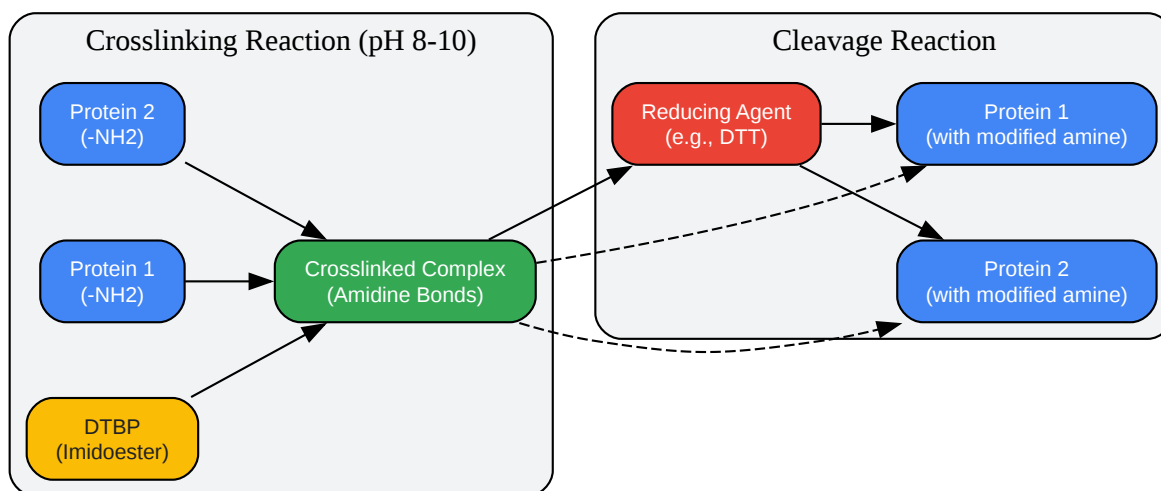 Crosslinking Reaction (pH 8-10)
Protein 2
(-NH2)
Protein 1
(-NH2)
DTBP
(Imidoester)
Crosslinked Complex
(Amidine Bonds)
Cleavage Reaction
Reducing Agent
(e.g., DTT)
Protein 1
(with modified amine)
Protein 2
(with modified amine)